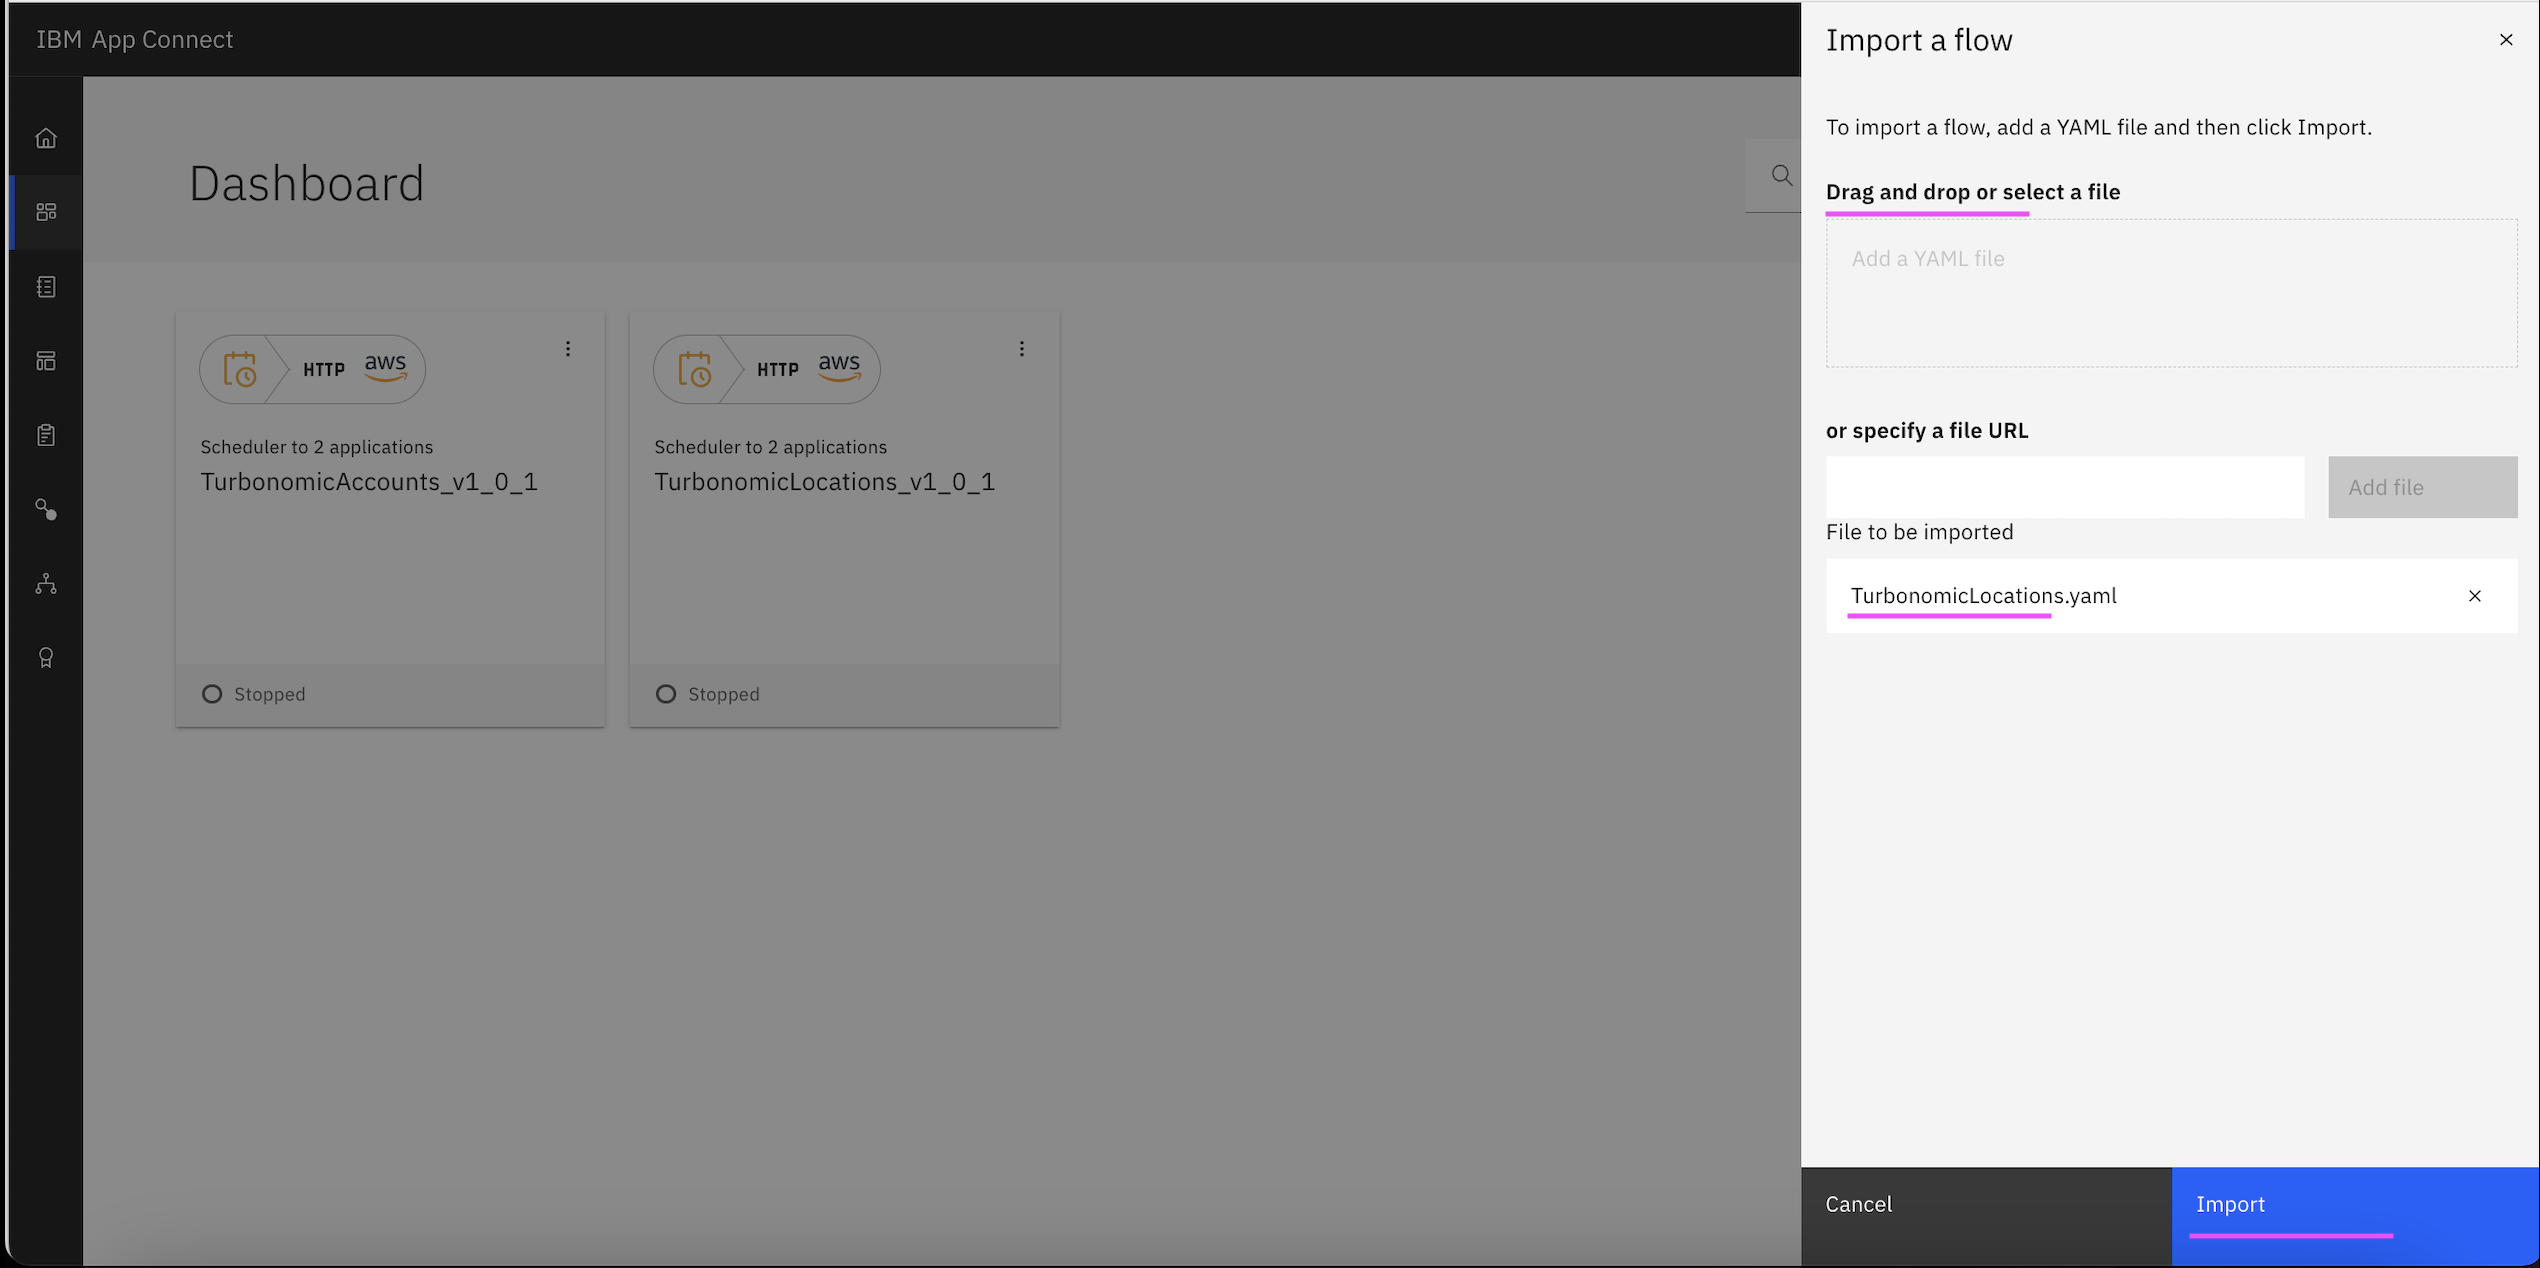 IBM App Connect
Dashboard
HTTP aws
Scheduler to 2 applications
TurbonomicAccounts_v1_0_1
Stopped
HTTP aws
Scheduler to 2 applications
TurbonomicLocations_v1_0_1
Stopped
Import a flow
To import a flow, add a YAML file and then click Import.
Drag and drop or select a file
Add a YAML file
or specify a file URL
Add file
File to be imported
TurbonomicLocations.yaml
Cancel
Import